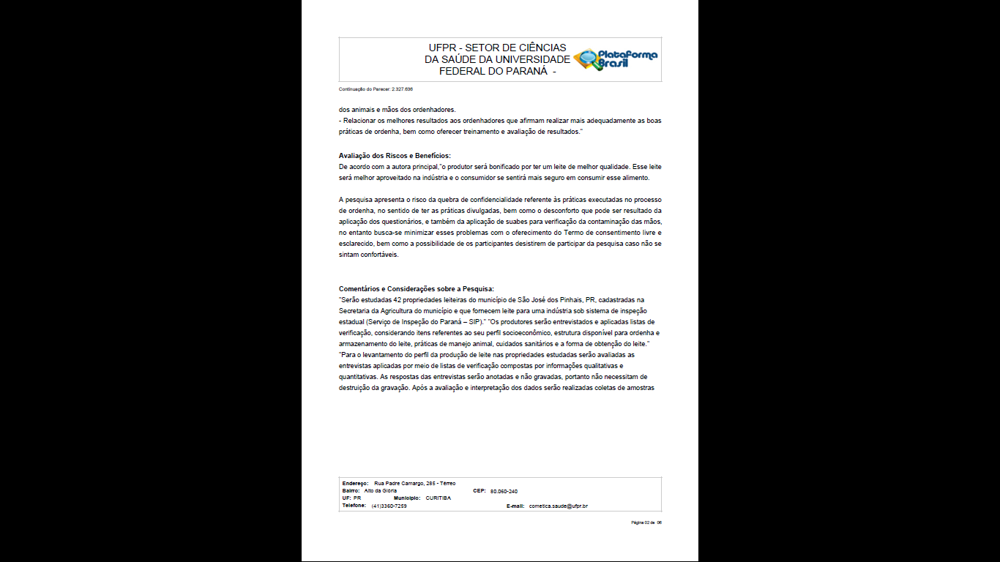 UFPR - SETOR DE CIÊNCIAS
DA SAÚDE DA UNIVERSIDADE
FEDERAL DO PARANÁ -
Plataforma
Brasil
Continuação do Parecer: 2.327.636
dos animais e mãos dos ordenhadores.
- Relacionar os melhores resultados aos ordenhadores que afirmam realizar mais adequadamente as boas
práticas de ordenha, bem como oferecer treinamento e avaliação de resultados."
Avaliação dos Riscos e Benefícios:
De acordo com a autora principal,"o produtor será bonificado por ter um leite de melhor qualidade. Esse leite
será melhor aproveitado na indústria e o consumidor se sentirá mais seguro em consumir esse alimento.
A pesquisa apresenta o risco da quebra de confidencialidade referente às práticas executadas no processo
de ordenha, no sentido de ter as práticas divulgadas, bem como o desconforto que pode ser resultado da
aplicação dos questionários, e também da aplicação de suabes para verificação da contaminação das mãos,
no entanto busca-se minimizar esses problemas com o oferecimento do Termo de consentimento livre e
esclarecido, bem como a possibilidade de os participantes desistirem de participar da pesquisa caso não se
sintam confortáveis.
Comentários e Considerações sobre a Pesquisa:
"Serão estudadas 42 propriedades leiteiras do município de São José dos Pinhais, PR, cadastradas na
Secretaria da Agricultura do município e que fornecem leite para uma indústria sob sistema de inspeção
estadual (Serviço de Inspeção do Paraná – SIP)." "Os produtores serão entrevistados e aplicadas listas de
verificação, considerando itens referentes ao seu perfil socioeconômico, estrutura disponível para ordenha e
armazenamento do leite, práticas de manejo animal, cuidados sanitários e a forma de obtenção do leite."
"Para o levantamento do perfil da produção de leite nas propriedades estudadas serão avaliadas as
entrevistas aplicadas por meio de listas de verificação compostas por informações qualitativas e
quantitativas. As respostas das entrevistas serão anotadas e não gravadas, portanto não necessitam de
destruição da gravação. Após a avaliação e interpretação dos dados serão realizadas coletas de amostras
Endereço: Rua Padre Camargo, 285 - Térreo
Bairro: Alto da Glória CEP: 80.060-240
UF: PR Município: CURITIBA
Telefone: (41)3360-7259 E-mail: cometica.saude@ufpr.br
Página 02 de 06